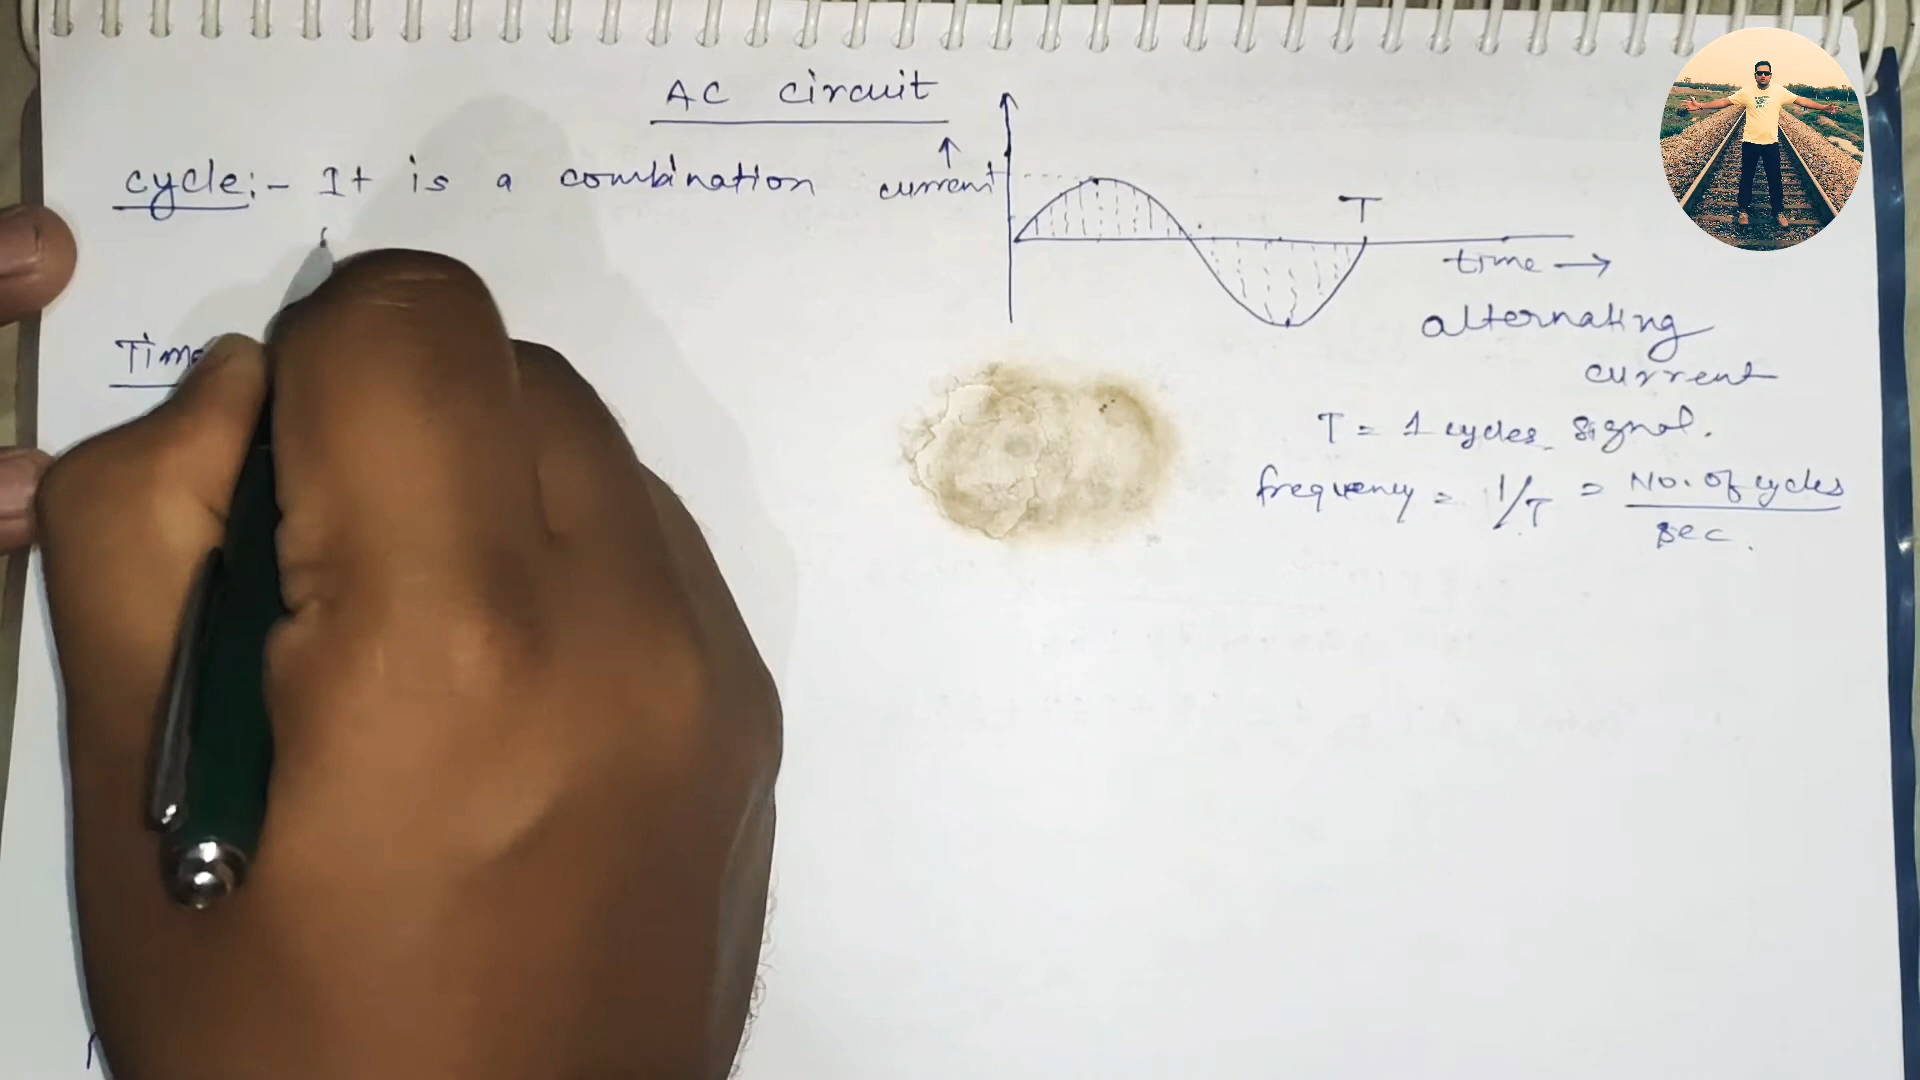 AC circuit
cycle:- It is a combination
Time
current
T
time
alternating
current
T = 1 cycles signal.
frequency = 1/T = No. of cycles
sec.